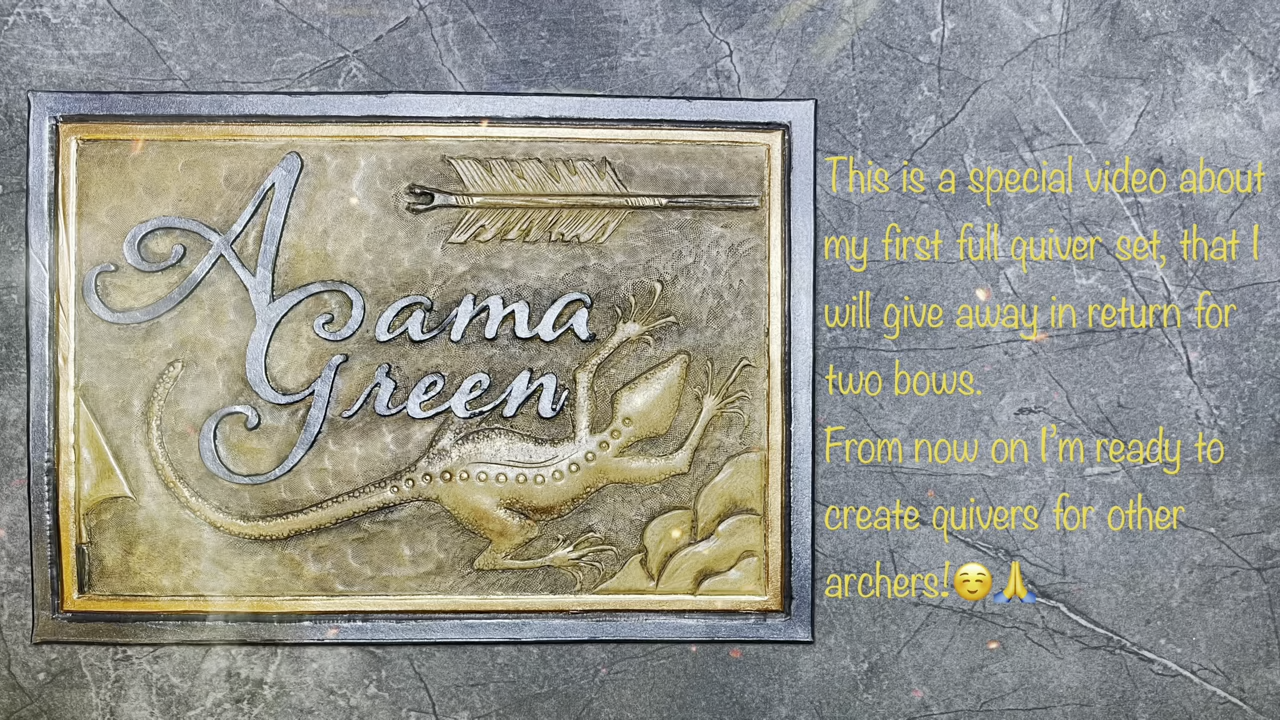 Agama
Green
This is a special video about
my first full quiver set, that I
will give away in return for
two bows.
From now on I'm ready to
create quivers for other
archers!☺️🙏